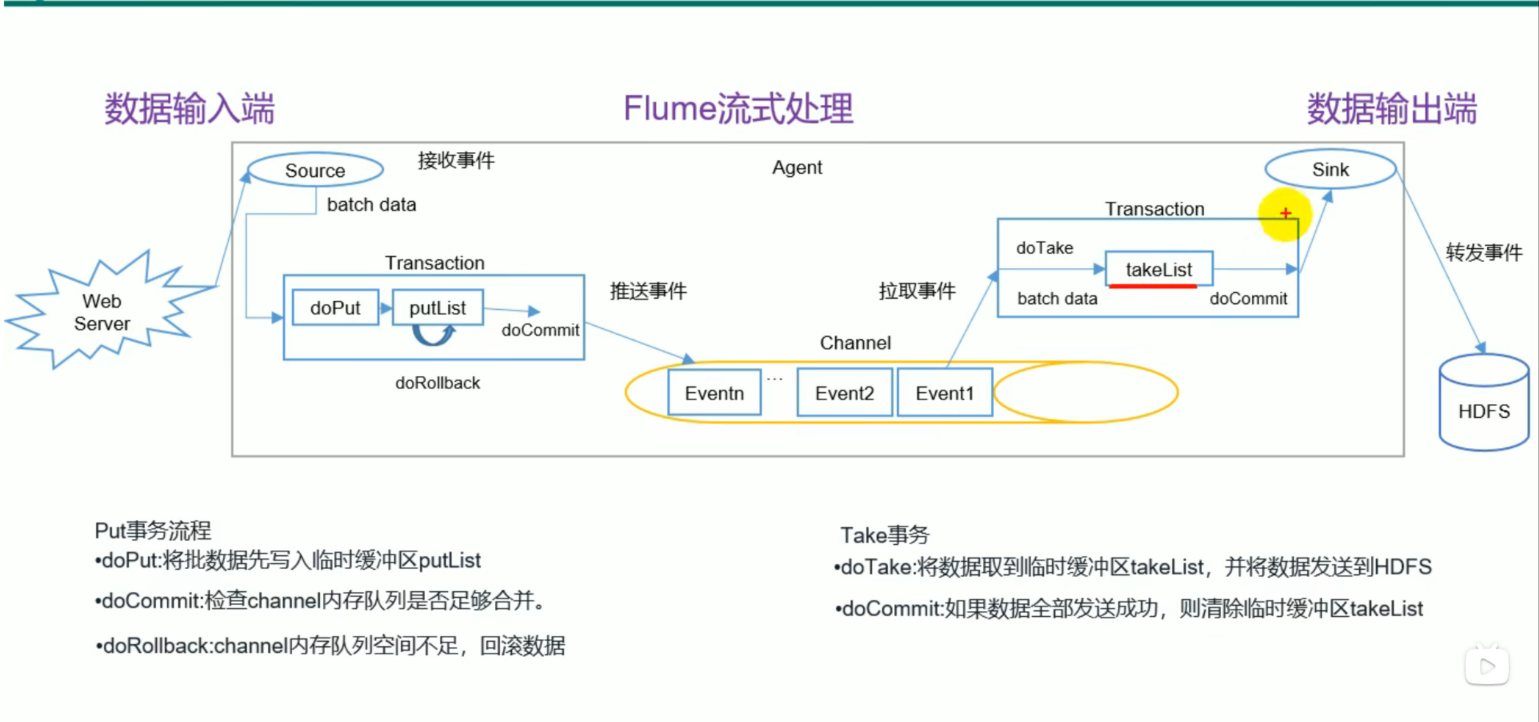 数据输入端
Flume流式处理
数据输出端
Source
接收事件
Agent
Sink
batch data
Transaction
doTake
takeList
batch data
doCommit
转发事件
Web
Server
Transaction
doPut
putList
doCommit
doRollback
推送事件
拉取事件
Channel
Eventn
...
Event2
Event1
HDFS
Put事务流程
•doPut:将批数据先写入临时缓冲区putList
•doCommit:检查channel内存队列是否足够合并。
•doRollback:channel内存队列空间不足，回滚数据
Take事务
•doTake:将数据取到临时缓冲区takeList，并将数据发送到HDFS
•doCommit:如果数据全部发送成功，则清除临时缓冲区takeList